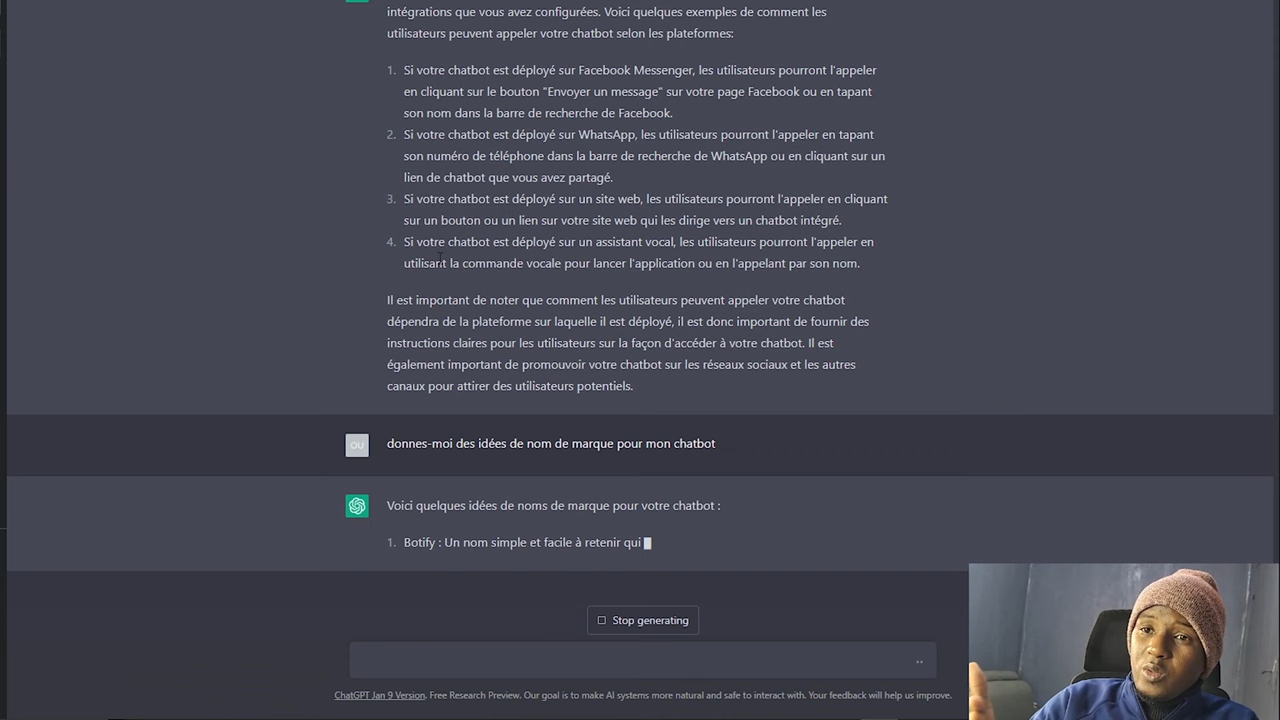 intégrations que vous avez configurées. Voici quelques exemples de comment les
utilisateurs peuvent appeler votre chatbot selon les plateformes:
1. Si votre chatbot est déployé sur Facebook Messenger, les utilisateurs pourront l'appeler
en cliquant sur le bouton "Envoyer un message" sur votre page Facebook ou en tapant
son nom dans la barre de recherche de Facebook.
2. Si votre chatbot est déployé sur WhatsApp, les utilisateurs pourront l'appeler en tapant
son numéro de téléphone dans la barre de recherche de WhatsApp ou en cliquant sur un
lien de chatbot que vous avez partagé.
3. Si votre chatbot est déployé sur un site web, les utilisateurs pourront l'appeler en cliquant
sur un bouton ou un lien sur votre site web qui les dirige vers un chatbot intégré.
4. Si votre chatbot est déployé sur un assistant vocal, les utilisateurs pourront l'appeler en
utilisant la commande vocale pour lancer l'application ou en l'appelant par son nom.
Il est important de noter que comment les utilisateurs peuvent appeler votre chatbot
dépendra de la plateforme sur laquelle il est déployé, il est donc important de fournir des
instructions claires pour les utilisateurs sur la façon d'accéder à votre chatbot. Il est
également important de promouvoir votre chatbot sur les réseaux sociaux et les autres
canaux pour attirer des utilisateurs potentiels.
OU donnes-moi des idées de nom de marque pour mon chatbot
Voici quelques idées de noms de marque pour votre chatbot :
1. Botify : Un nom simple et facile à retenir qui
Stop generating
ChatGPT Jan 9 Version. Free Research Preview. Our goal is to make AI systems more natural and safe to interact with. Your feedback will help us improve.